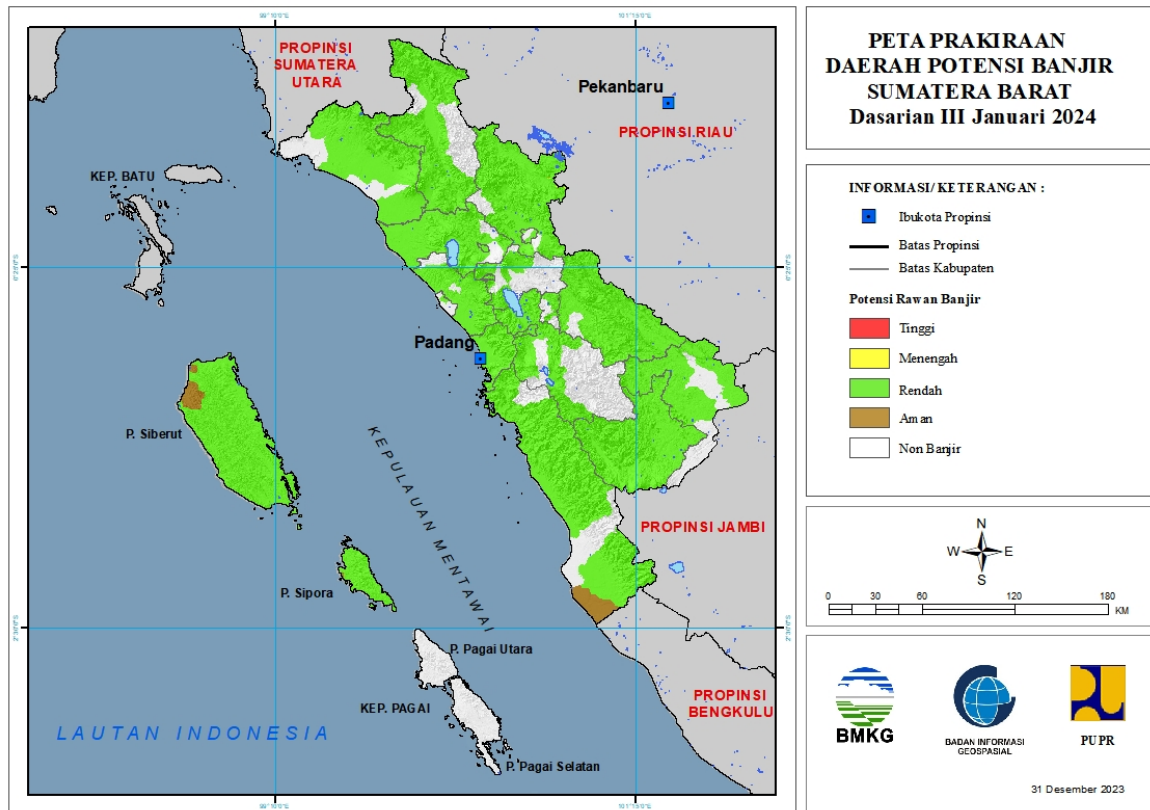 PETA PRAKIRAAN
DAERAH POTENSI BANJIR
SUMATERA BARAT
Dasarian III Januari 2024
INFORMASI/ KETERANGAN :
Ibukota Propinsi
Batas Propinsi
Batas Kabupaten
Potensi Rawan Banjir
Tinggi
Menengah
Rendah
Aman
Non Banjir
N
W E
S
0 30 60 120 180
KM
BMKG
BADAN INFORMASI
GEOSPASIAL
PUPR
31 Desember 2023
PROPINSI
SUMATERA
UTARA
Pekanbaru
PROPINSI RIAU
KEP. BATU
Padang
P. Siberut
KEPULAUAN MENTAWAI
PROPINSI JAMBI
P. Sipora
P. Pagai Utara
KEP. PAGAI
PROPINSI
BENGKULU
LAUTAN INDONESIA
P. Pagai Selatan